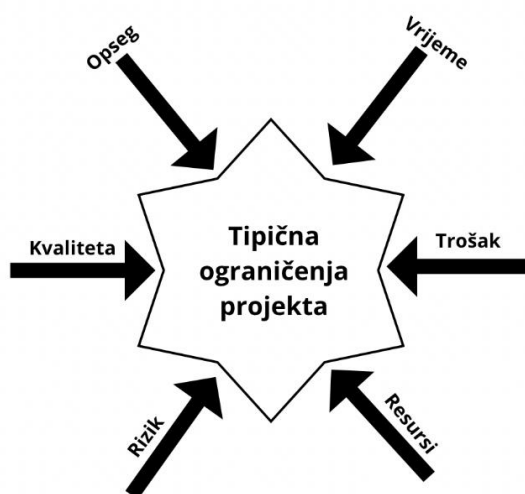 Opseg
Vrijeme
Kvaliteta
Tipična
ograničenja
projekta
Trošak
Rizik
Resursi